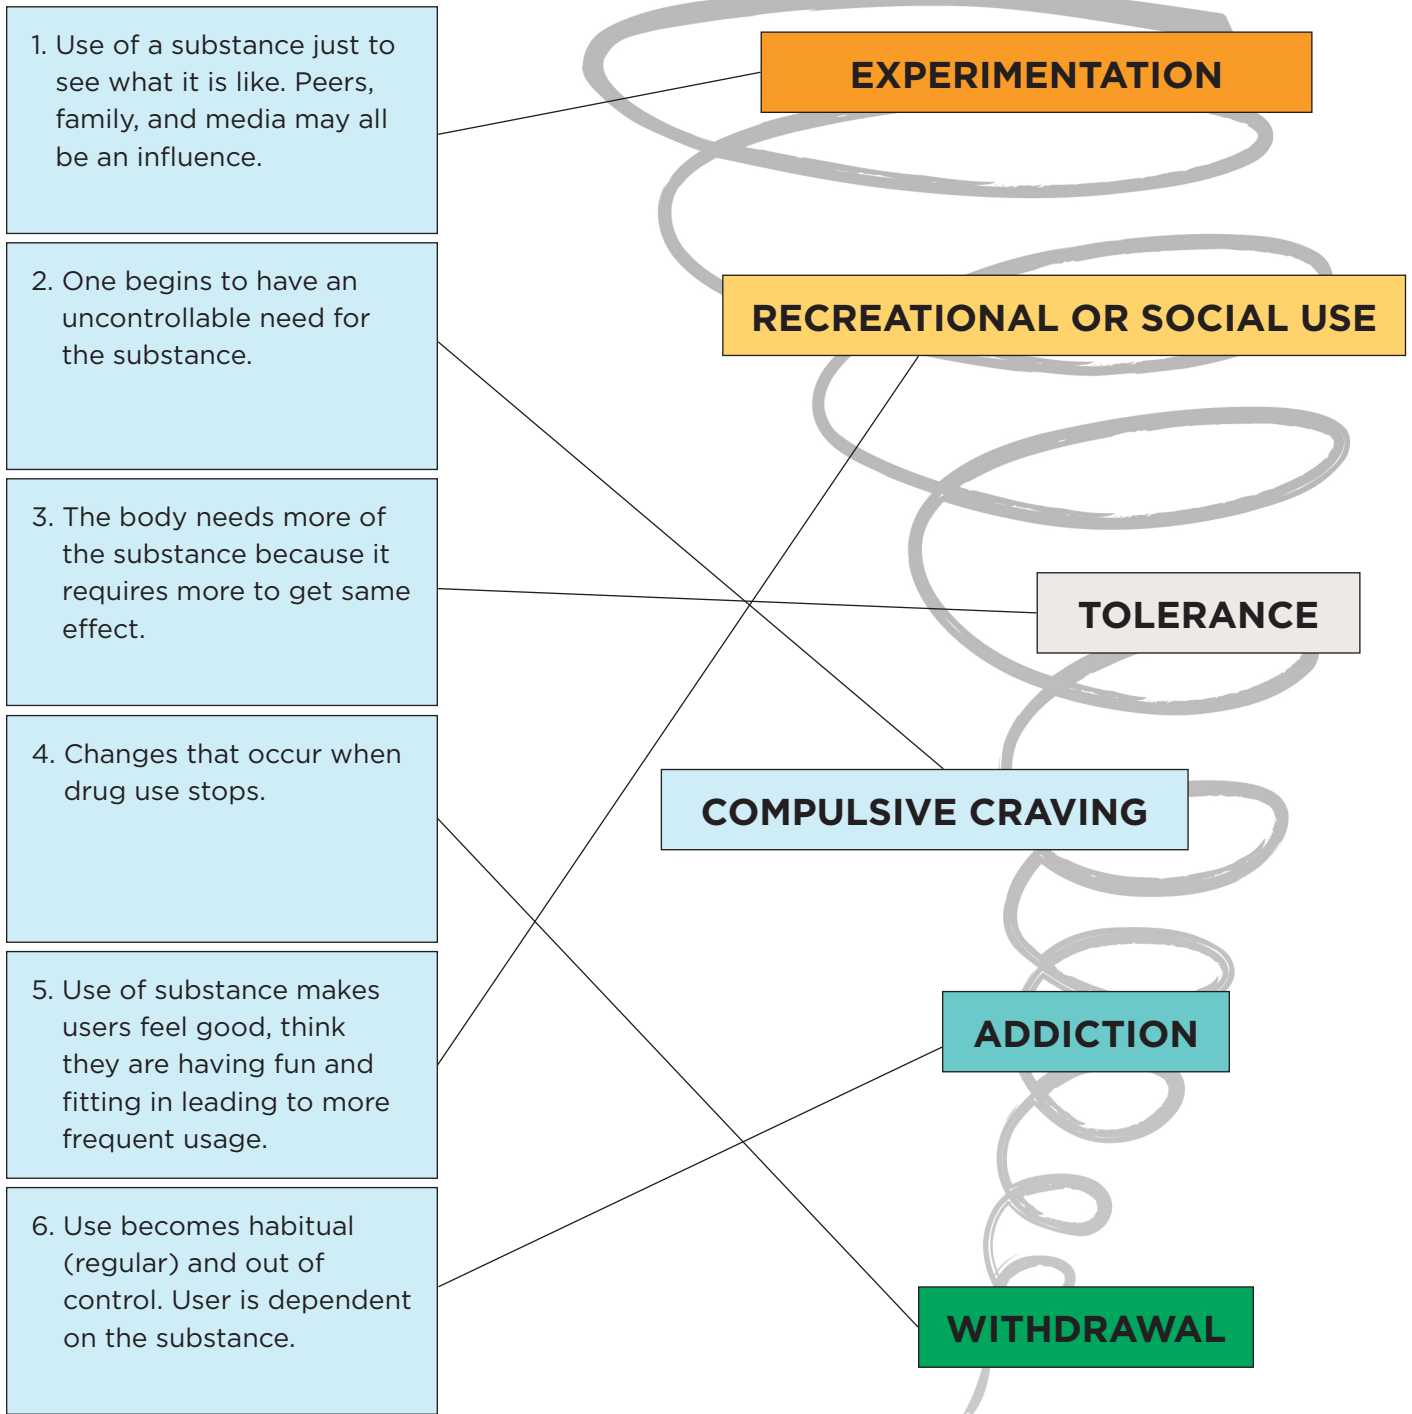 1. Use of a substance just to
see what it is like. Peers,
family, and media may all
be an influence.
EXPERIMENTATION
2. One begins to have an
uncontrollable need for
the substance.
RECREATIONAL OR SOCIAL USE
3. The body needs more of
the substance because it
requires more to get same
effect.
TOLERANCE
4. Changes that occur when
drug use stops.
COMPULSIVE CRAVING
5. Use of substance makes
users feel good, think
they are having fun and
fitting in leading to more
frequent usage.
ADDICTION
6. Use becomes habitual
(regular) and out of
control. User is dependent
on the substance.
WITHDRAWAL